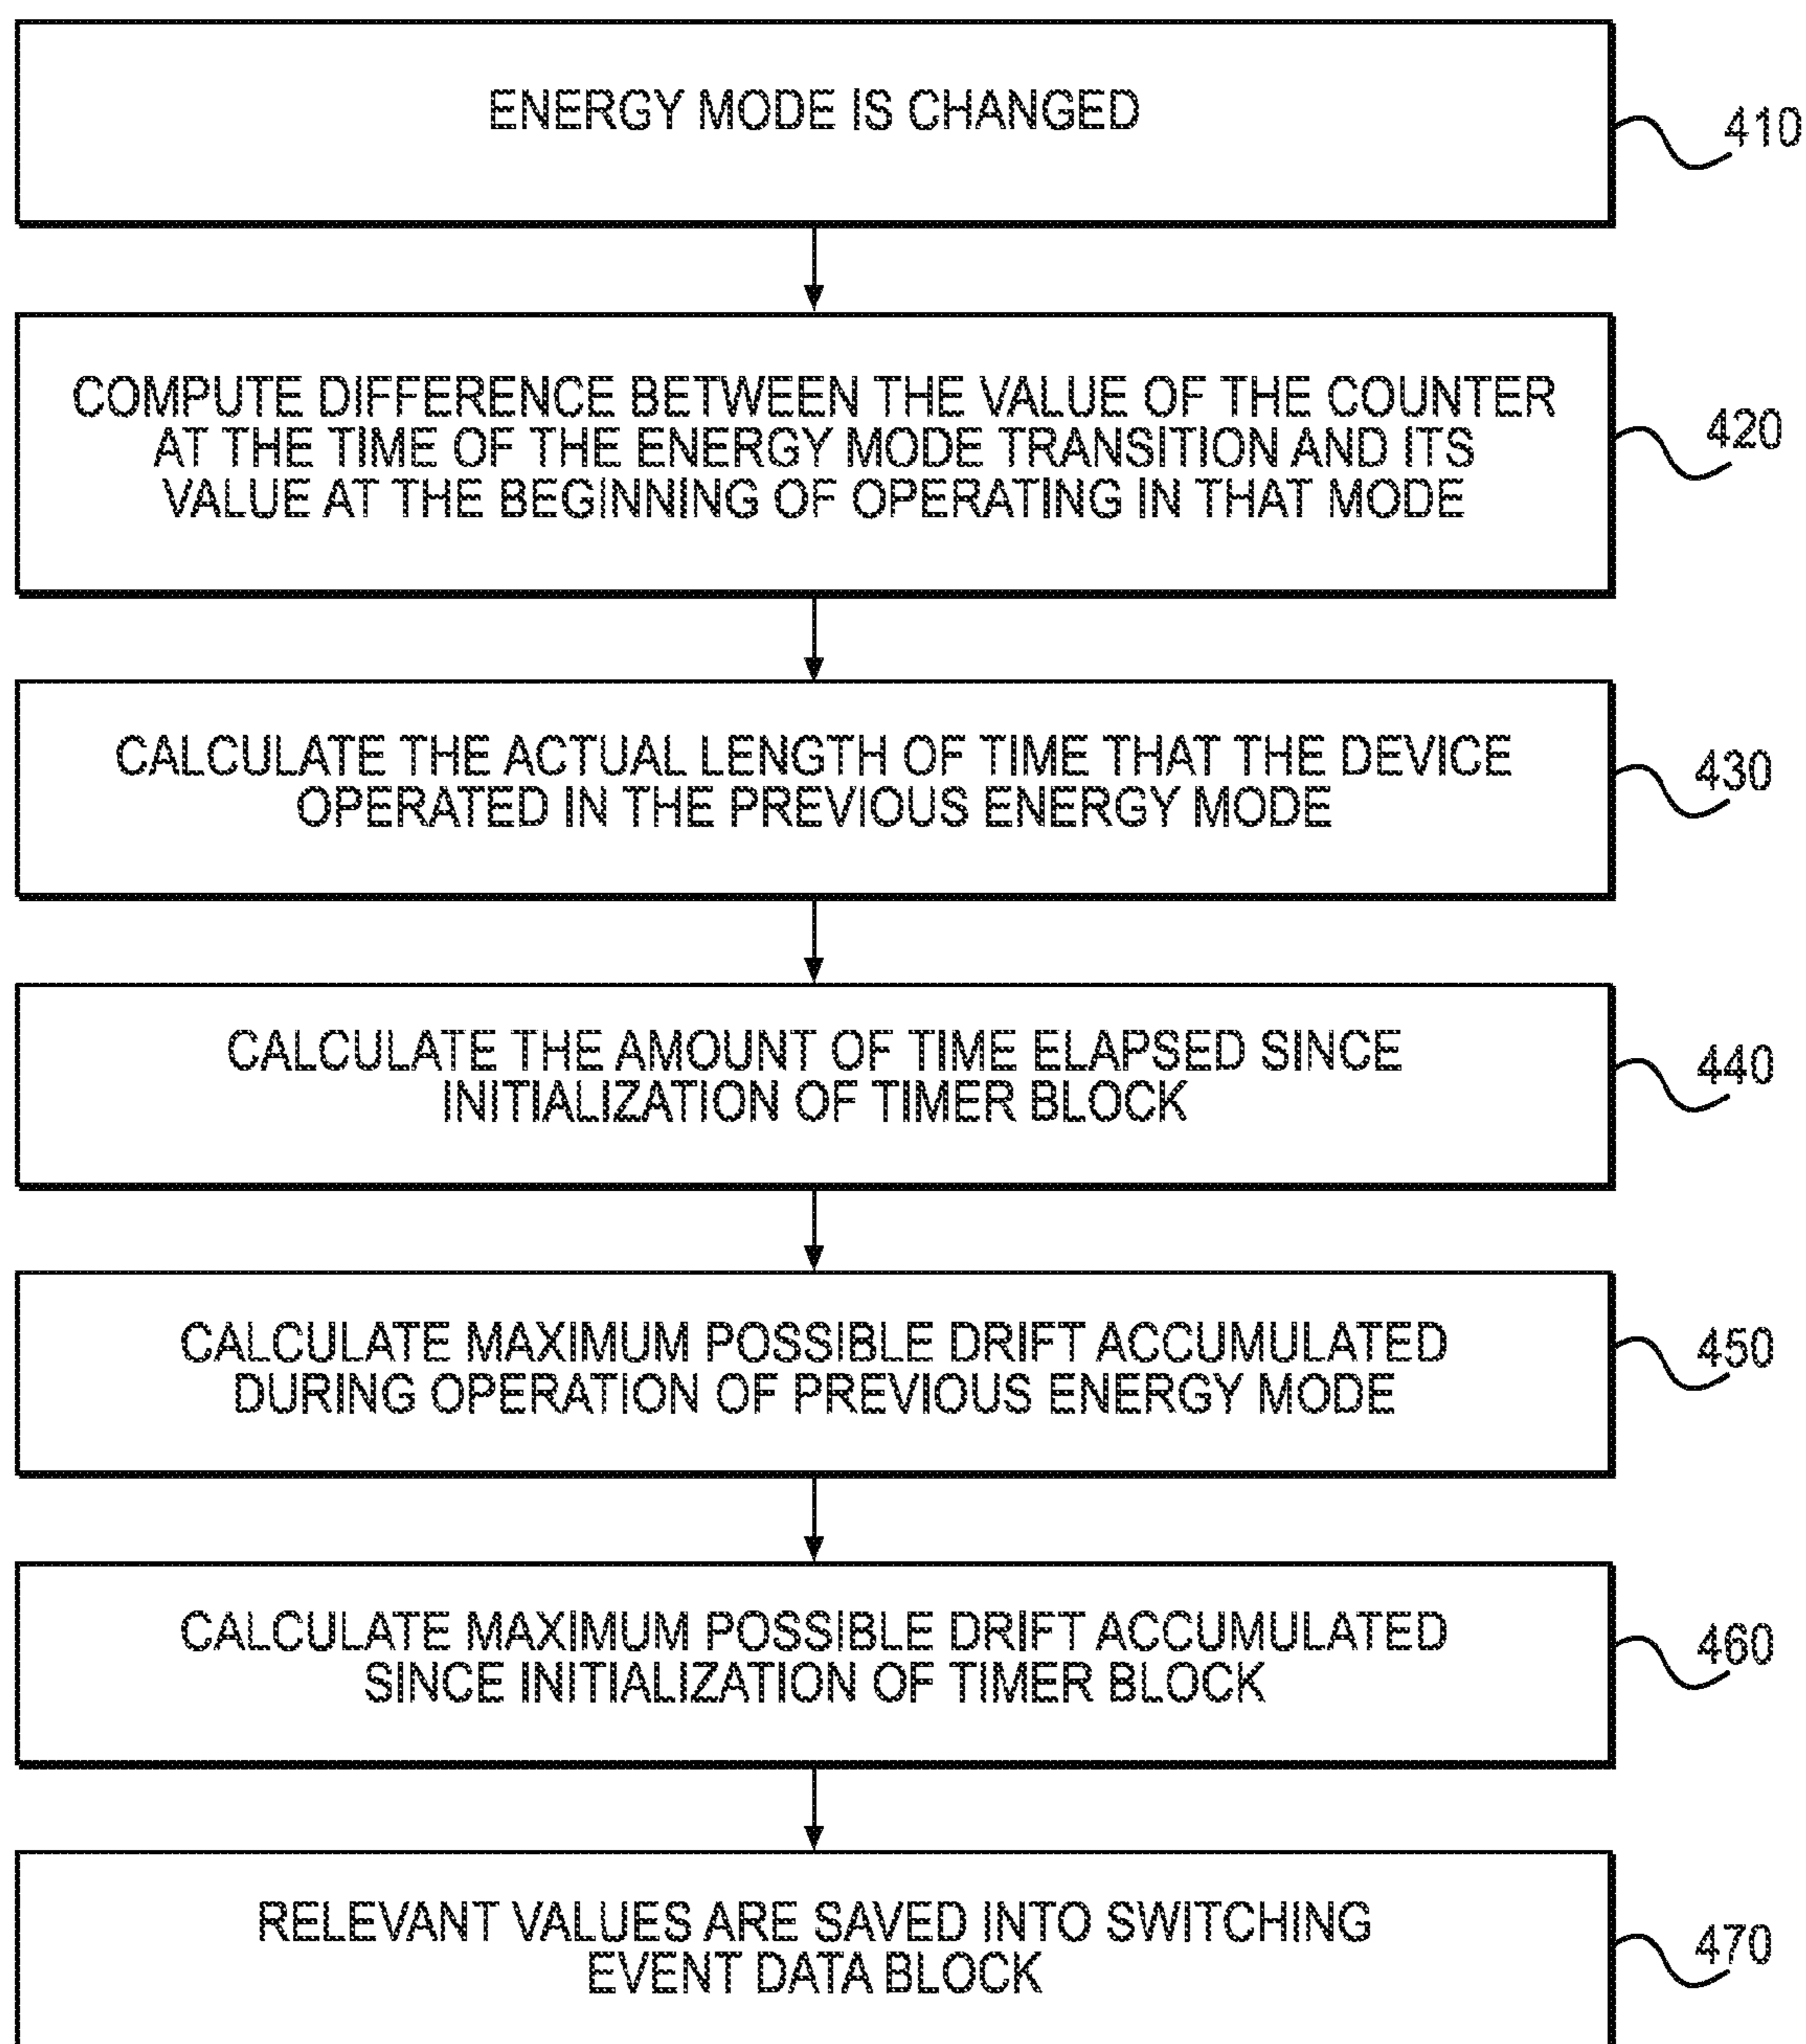 ENERGY MODE IS CHANGED
410
COMPUTE DIFFERENCE BETWEEN THE VALUE OF THE COUNTER
AT THE TIME OF THE ENERGY MODE TRANSITION AND ITS
VALUE AT THE BEGINNING OF OPERATING IN THAT MODE
420
CALCULATE THE ACTUAL LENGTH OF TIME THAT THE DEVICE
OPERATED IN THE PREVIOUS ENERGY MODE
430
CALCULATE THE AMOUNT OF TIME ELAPSED SINCE
INITIALIZATION OF TIMER BLOCK
440
CALCULATE MAXIMUM POSSIBLE DRIFT ACCUMULATED
DURING OPERATION OF PREVIOUS ENERGY MODE
450
CALCULATE MAXIMUM POSSIBLE DRIFT ACCUMULATED
SINCE INITIALIZATION OF TIMER BLOCK
460
RELEVANT VALUES ARE SAVED INTO SWITCHING
EVENT DATA BLOCK
470